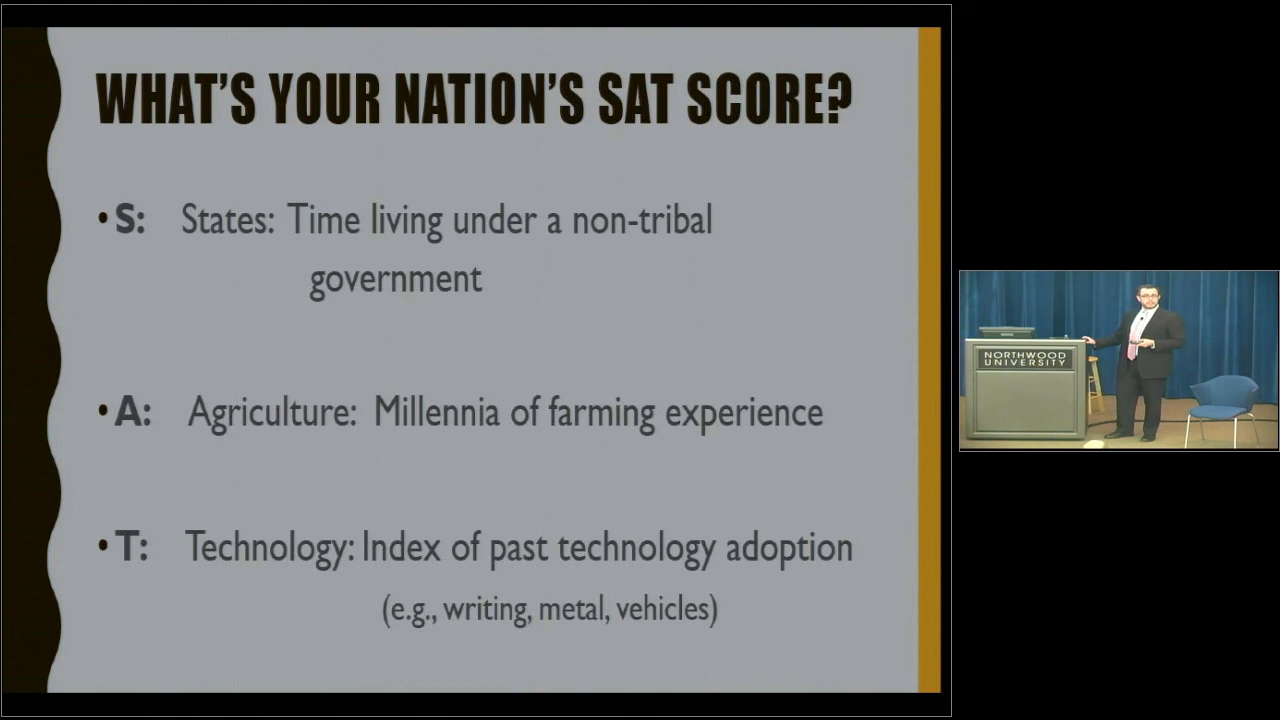 WHAT'S YOUR NATION'S SAT SCORE?
• S: States: Time living under a non-tribal
government
• A: Agriculture: Millennia of farming experience
• T: Technology: Index of past technology adoption
(e.g., writing, metal, vehicles)
NORTHWOOD
UNIVERSITY